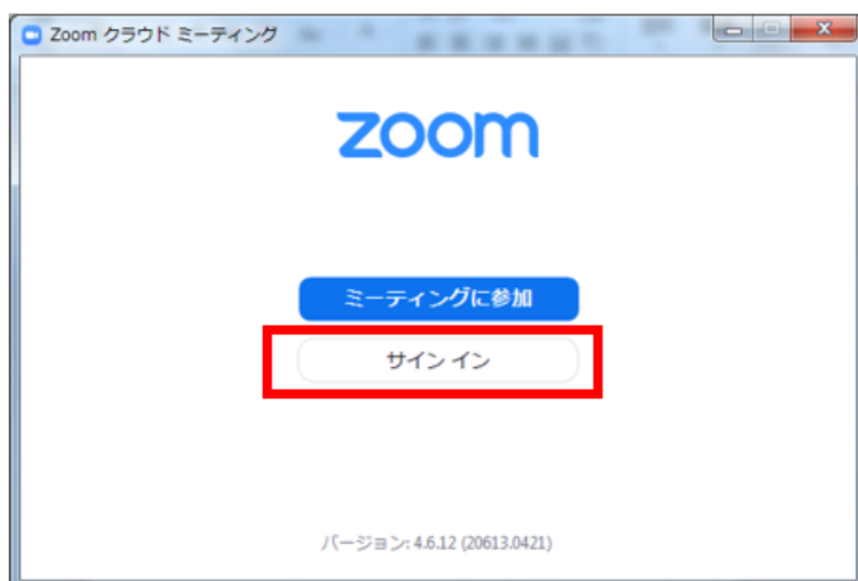 Zoom クラウド ミーティング
zoom
ミーティングに参加
サイン イン
バージョン: 4.6.12 (20613.0421)